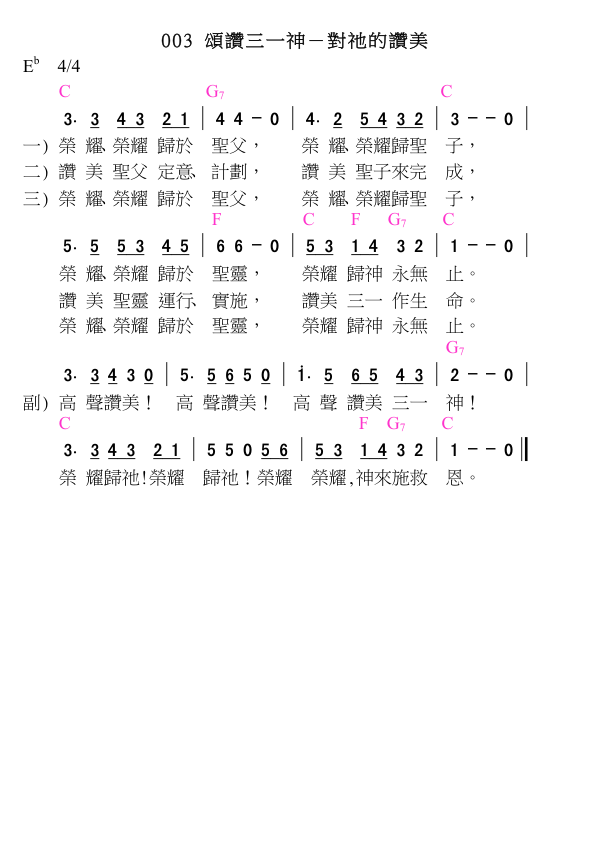 003 頌讚三一神－對祂的讚美
E♭ 4/4
C G7 C
3· 3 4 3 2 1 | 4 4 － 0 | 4· 2 5 4 3 2 | 3 － － 0 |
一) 榮 耀、榮耀 歸於 聖父， 榮 耀、榮耀歸聖 子，
二) 讚 美 聖父 定意、計劃， 讚 美 聖子來完 成，
三) 榮 耀、榮耀 歸於 聖父， 榮 耀、榮耀歸聖 子，
F C F G7 C
5· 5 5 3 4 5 | 6 6 － 0 | 5 3 1 4 3 2 | 1 － － 0 |
榮 耀、榮耀 歸於 聖靈， 榮耀 歸神 永無 止。
讚 美 聖靈 運行、實施， 讚美 三一 作生 命。
榮 耀、榮耀 歸於 聖靈， 榮耀 歸神 永無 止。
G7
3· 3 4 3 0 | 5· 5 6 5 0 | i· 5 6 5 4 3 | 2 － － 0 |
副) 高 聲讚美！ 高 聲讚美！ 高 聲 讚美 三一 神！
C F G7 C
3· 3 4 3 2 1 | 5 5 0 5 6 | 5 3 1 4 3 2 | 1 － － 0 ||
榮 耀歸祂！榮耀 歸祂！榮耀 榮耀，神來施救 恩。